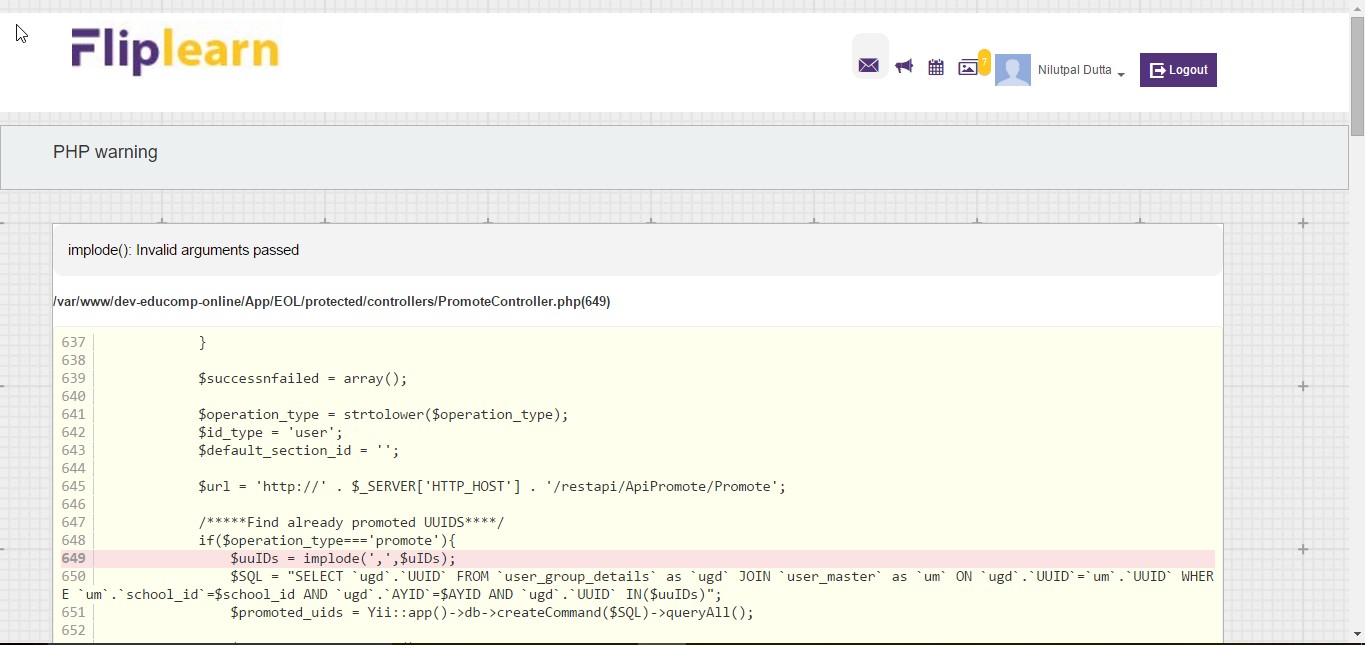 Fliplearn
7
Nilutpal Dutta
Logout
PHP warning
implode(): Invalid arguments passed
/var/www/dev-educomp-online/App/EOL/protected/controllers/PromoteController.php(649)
637 }
638
639 $successnfailed = array();
640
641 $operation_type = strtolower($operation_type);
642 $id_type = 'user';
643 $default_section_id = '';
644
645 $url = 'http://' . $_SERVER['HTTP_HOST'] . '/restapi/ApiPromote/Promote';
646
647 /*****Find already promoted UUIDS****/
648 if($operation_type==='promote'){
649 $uuIDs = implode(',',$uIDs);
650 $SQL = "SELECT `ugd`.`UUID` FROM `user_group_details` as `ugd` JOIN `user_master` as `um` ON `ugd`.`UUID`=`um`.`UUID` WHER
E `um`.`school_id`=$school_id AND `ugd`.`AYID`=$AYID AND `ugd`.`UUID` IN($uuIDs)";
651 $promoted_uids = Yii::app()->db->createCommand($SQL)->queryAll();
652